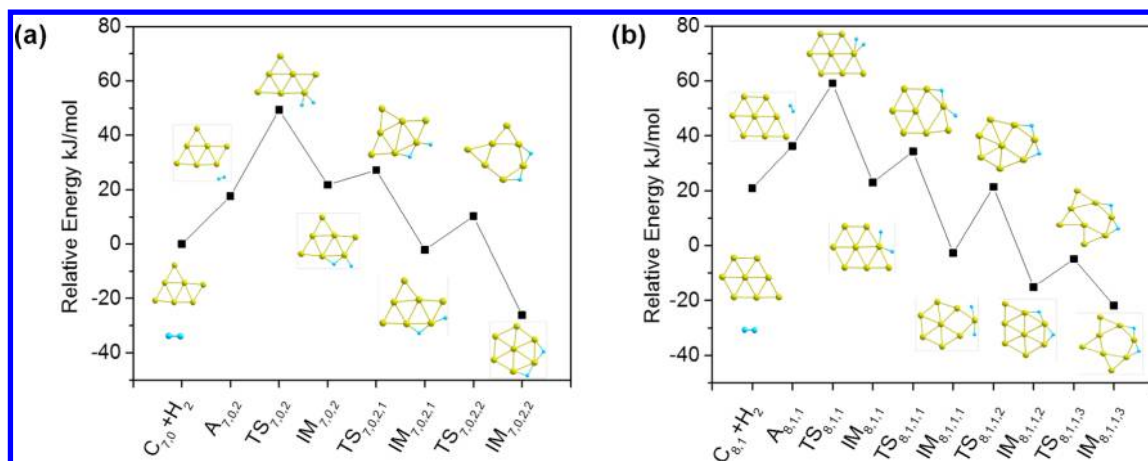 (a)
80
60
40
20
0
-20
-40
Relative Energy kJ/mol
C7,0 +H2
A7,0,2
TS7,0,2
IM7,0,2
TS7,0,2,1
IM7,0,2,1
TS7,0,2,2
IM7,0,2,2
(b)
80
60
40
20
0
-20
-40
Relative Energy kJ/mol
C8,1 +H2
A8,1,1
TS8,1,1
IM8,1,1
TS8,1,1,1
IM8,1,1,1
TS8,1,1,2
IM8,1,1,2
TS8,1,1,3
IM8,1,1,3